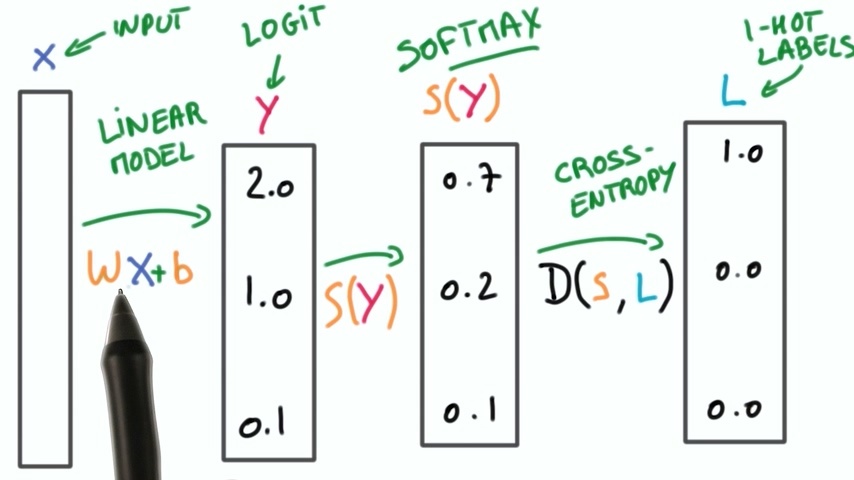 X
INPUT
LINEAR
MODEL
WX+b
LOGIT
Y
2.0
1.0
0.1
S(Y)
SOFTMAX
S(Y)
0.7
0.2
0.1
CROSS-
ENTROPY
D(S, L)
1-HOT
LABELS
L
1.0
0.0
0.0